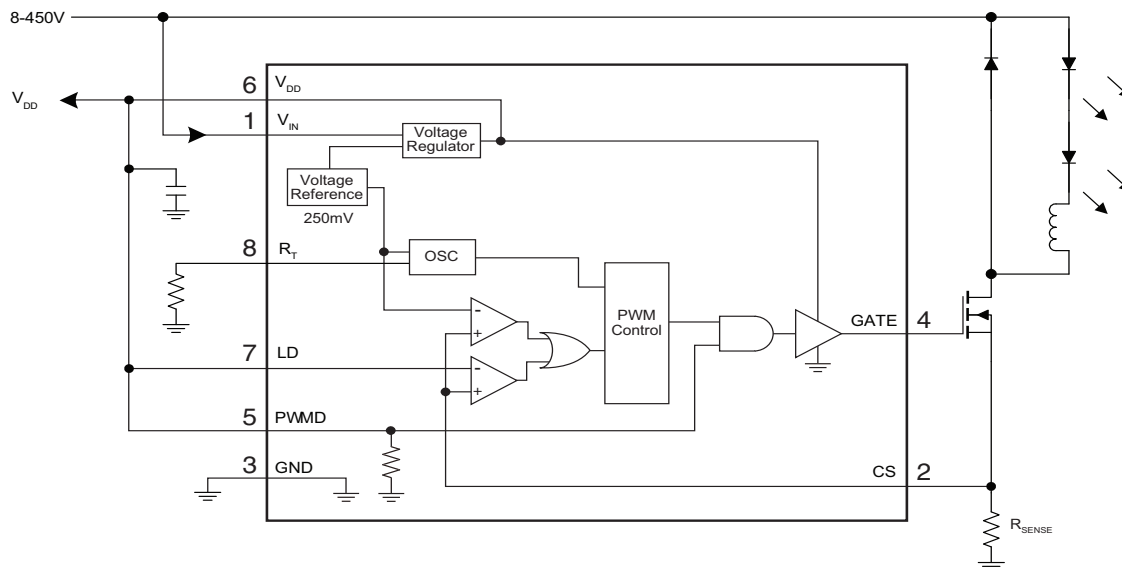 8-450V
6 VDD
VDD
1 VIN
Voltage
Regulator
Voltage
Reference
250mV
8 RT
OSC
-
+
PWM
Control
GATE 4
7 LD
-
+
5 PWMD
3 GND
CS 2
RSENSE